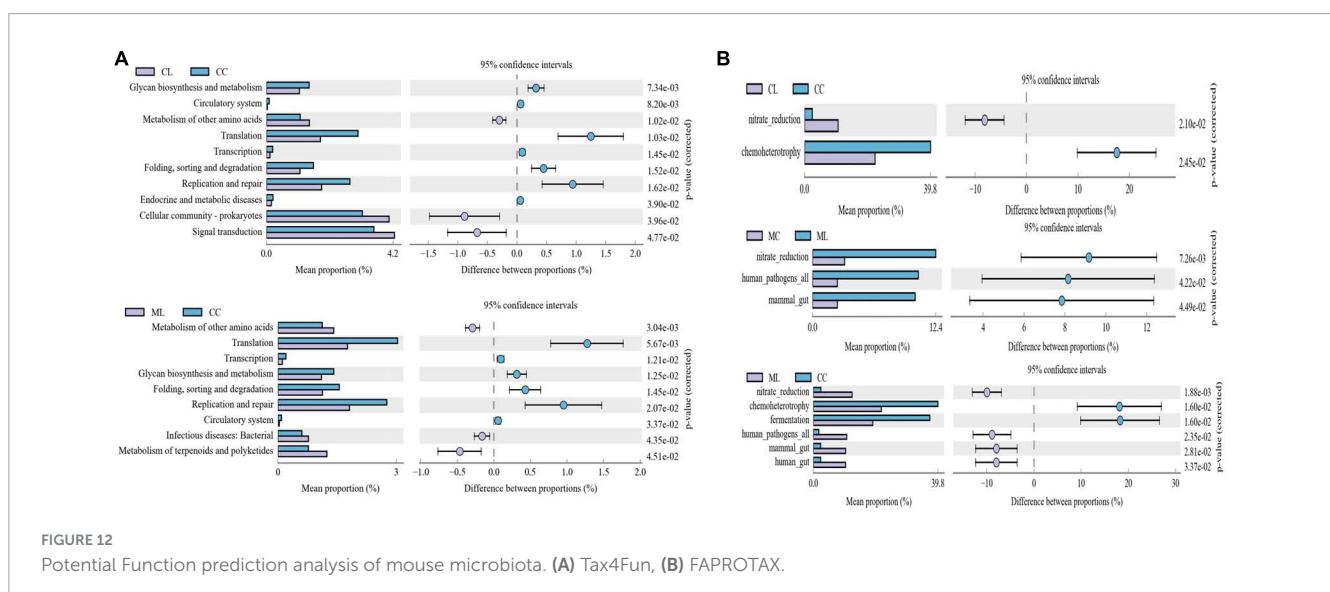 A
CL CC
95% confidence intervals
Glycan biosynthesis and metabolism 7.34e-03
Circulatory system 8.20e-03
Metabolism of other amino acids 1.02e-02
Translation 1.03e-02
Transcription 1.45e-02
Folding, sorting and degradation 1.52e-02
Replication and repair 1.62e-02
Endocrine and metabolic diseases 3.90e-02
Cellular community - prokaryotes 3.96e-02
Signal transduction 4.77e-02
p-value (corrected)
0.0 4.2 −1.5 −1.0 −0.5 0.0 0.5 1.0 1.5 2.0
Mean proportion (%) Difference between proportions (%)
ML CC
95% confidence intervals
Metabolism of other amino acids 3.04e-03
Translation 5.67e-03
Transcription 1.21e-02
Glycan biosynthesis and metabolism 1.25e-02
Folding, sorting and degradation 1.45e-02
Replication and repair 2.07e-02
Circulatory system 3.37e-02
Infectious diseases: Bacterial 4.35e-02
Metabolism of terpenoids and polyketides 4.51e-02
p-value (corrected)
0 3 −1.0 −0.5 0.0 0.5 1.0 1.5 2.0
Mean proportion (%) Difference between proportions (%)
B
CL CC
95% confidence intervals
nitrate_reduction 2.10e-02
chemoheterotrophy 2.45e-02
p-value (corrected)
0.0 39.8 −10 0 10 20
Mean proportion (%) Difference between proportions (%)
MC ML
95% confidence intervals
nitrate_reduction 7.26e-03
human_pathogens_all 4.22e-02
mammal_gut 4.49e-02
p-value (corrected)
0.0 12.4 4 6 8 10 12
Mean proportion (%) Difference between proportions (%)
ML CC
95% confidence intervals
nitrate_reduction 1.88e-03
chemoheterotrophy 1.60e-02
fermentation 1.60e-02
human_pathogens_all 2.35e-02
mammal_gut 2.81e-02
human_gut 3.37e-02
p-value (corrected)
0.0 39.8 −10 0 10 20 30
Mean proportion (%) Difference between proportions (%)
FIGURE 12
Potential Function prediction analysis of mouse microbiota. (A) Tax4Fun, (B) FAPROTAX.